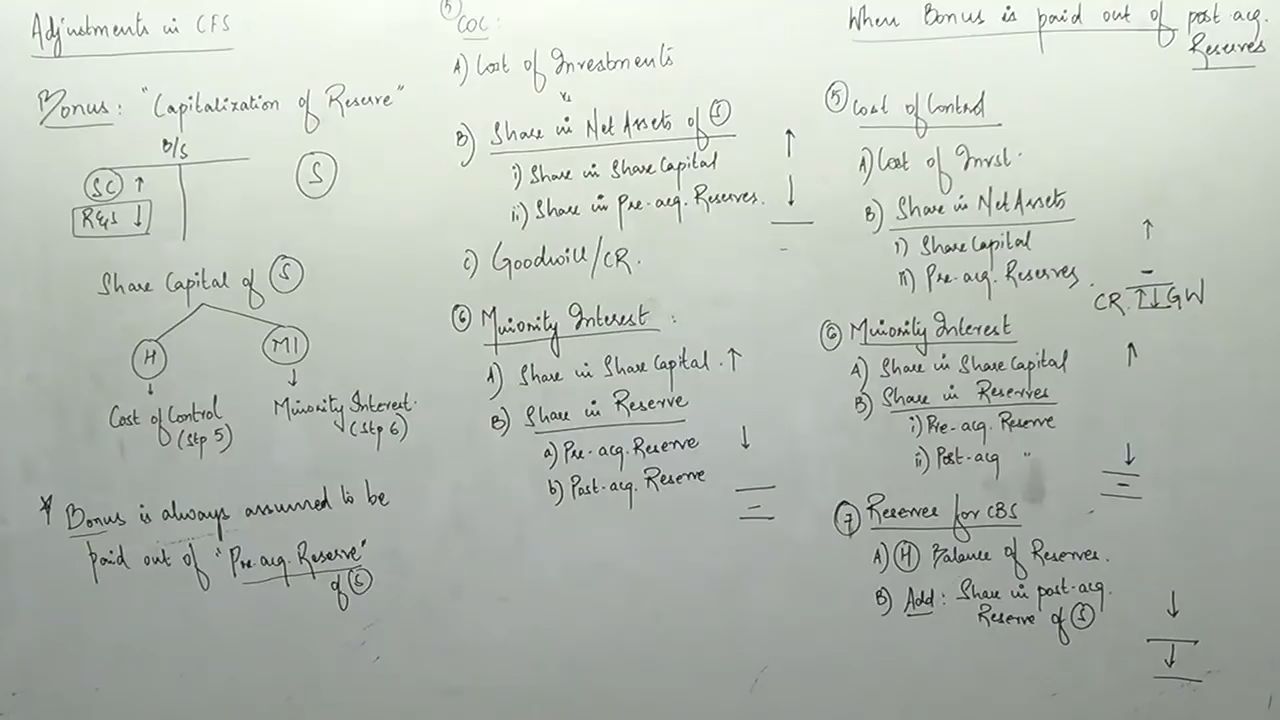 Adjustments in CFS
Bonus: "Capitalization of Reserve"
B/S
SC ↑
R&S ↓
S
Share Capital of S
H
MI
Cost of Control
(Stp 5)
Minority Interest.
(Stp 6)
* Bonus is always assumed to be
paid out of "Pre-acq. Reserve"
of S
5
COC:
A) Cost of Investments
vs
B) Share in Net Assets of S
i) Share in Share Capital ↑
ii) Share in Pre-acq. Reserves. ↓
-
C) Goodwill/CR.
6 Minority Interest:
A) Share in Share Capital. ↑
B) Share in Reserve
a) Pre-acq. Reserve ↓
b) Post-acq. Reserve
-
When Bonus is paid out of post-acq.
Reserves
5 Cost of Control
A) Cost of Invst.
B) Share in Net Assets
i) Share Capital ↑
ii) Pre-acq. Reserves -
CR. ↑↓ GW
6 Minority Interest
A) Share in Share Capital ↑
B) Share in Reserves
i) Pre-acq. Reserve
ii) Post-acq " ↓
-
7 Reserves for CBS
A) H Balance of Reserves.
B) Add: Share in post-acq.
Reserve of S ↓
↓